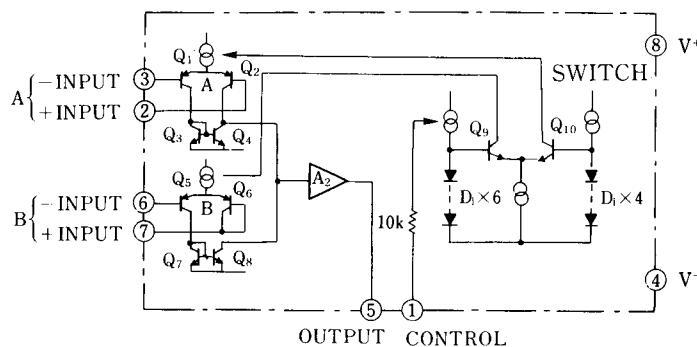 Q₁
Q₂
⑧ V⁺
A { −INPUT ③
A
SWITCH
+INPUT ②
Q₃
Q₄
Q₉
Q₁₀
Q₅
Q₆
A₂
B { −INPUT ⑥
B
Dᵢ×6
Dᵢ×4
+INPUT ⑦
10k
Q₇
Q₈
④ V⁻
⑤
①
OUTPUT
CONTROL